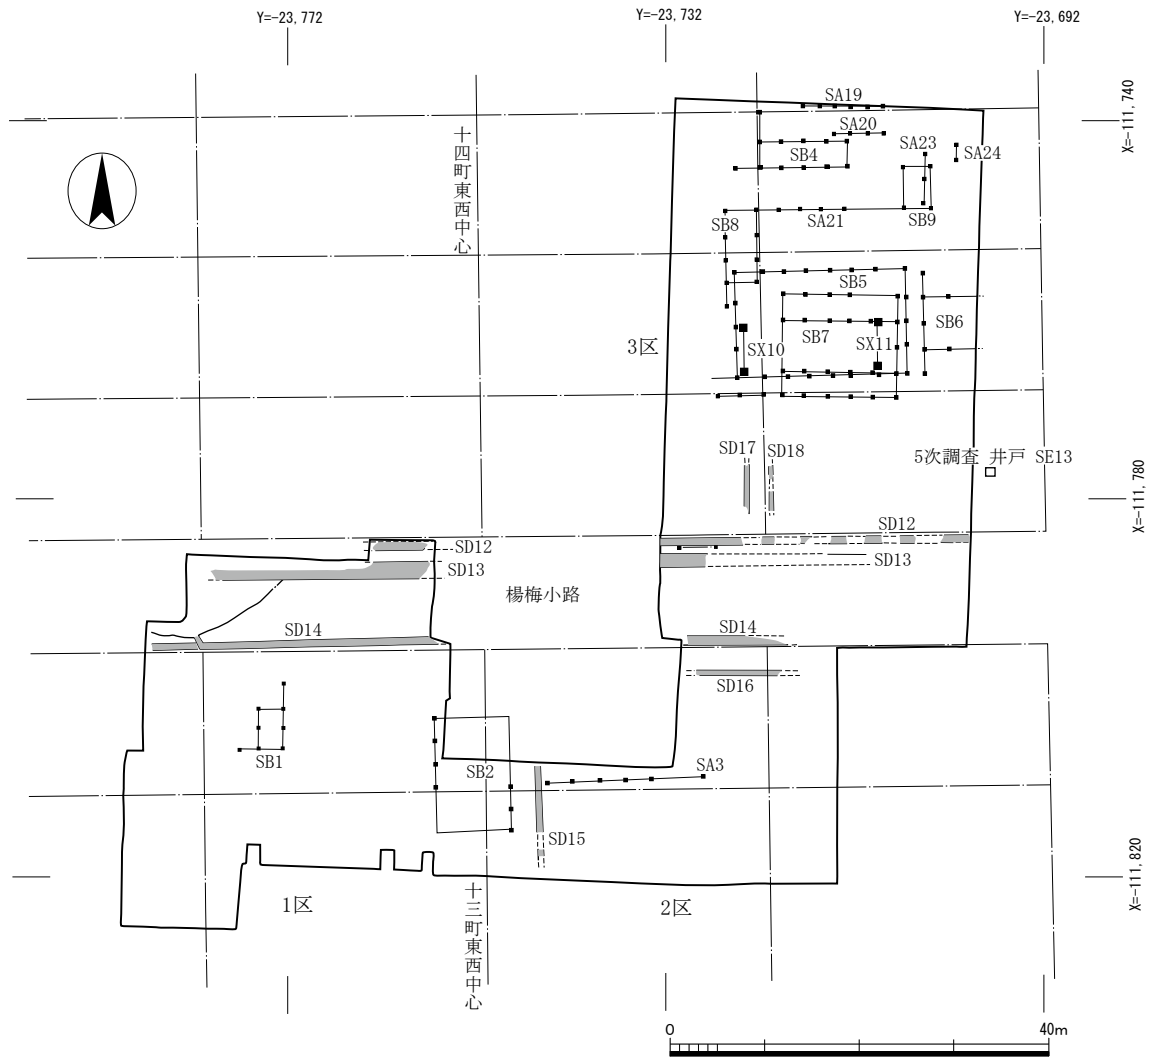 Y=-23,772
Y=-23,732
Y=-23,692
X=-111,740
SA19
SA20
SA23
SA24
SB4
十四町東西中心
SB8
SA21
SB9
SB5
SB6
SB7
SX10
SX11
3区
SD17
SD18
5次調査 井戸 SE13
X=-111,780
SD12
SD12
SD13
SD13
楊梅小路
SD14
SD14
SD16
SB1
SB2
SA3
SD15
X=-111,820
1区
十三町東西中心
2区
0
40m